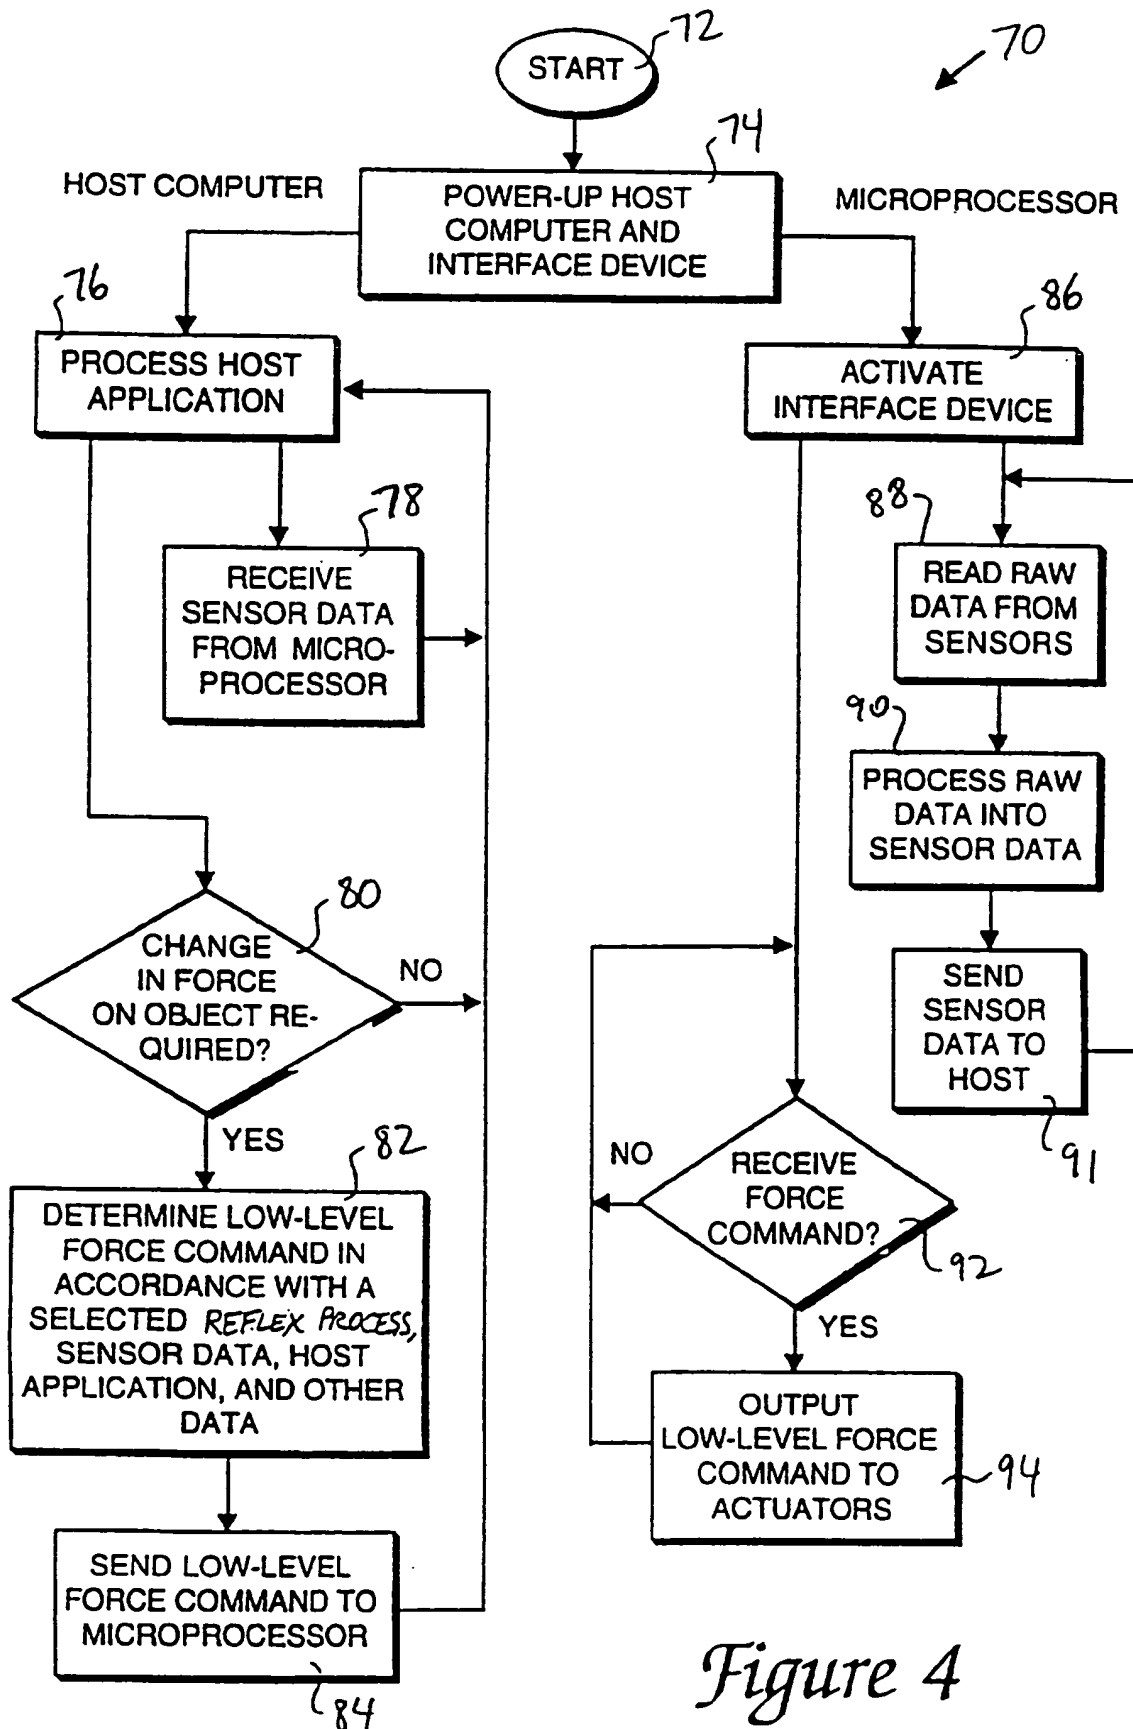 72
START
70
74
HOST COMPUTER
POWER-UP HOST
COMPUTER AND
INTERFACE DEVICE
MICROPROCESSOR
76
PROCESS HOST
APPLICATION
86
ACTIVATE
INTERFACE DEVICE
78
RECEIVE
SENSOR DATA
FROM MICRO-
PROCESSOR
88
READ RAW
DATA FROM
SENSORS
90
PROCESS RAW
DATA INTO
SENSOR DATA
80
CHANGE
IN FORCE
ON OBJECT RE-
QUIRED?
NO
YES
SEND
SENSOR
DATA TO
HOST
91
82
DETERMINE LOW-LEVEL
FORCE COMMAND IN
ACCORDANCE WITH A
SELECTED REFLEX PROCESS,
SENSOR DATA, HOST
APPLICATION, AND OTHER
DATA
NO
RECEIVE
FORCE
COMMAND?
92
YES
OUTPUT
LOW-LEVEL FORCE
COMMAND TO
ACTUATORS
94
SEND LOW-LEVEL
FORCE COMMAND TO
MICROPROCESSOR
84
Figure 4